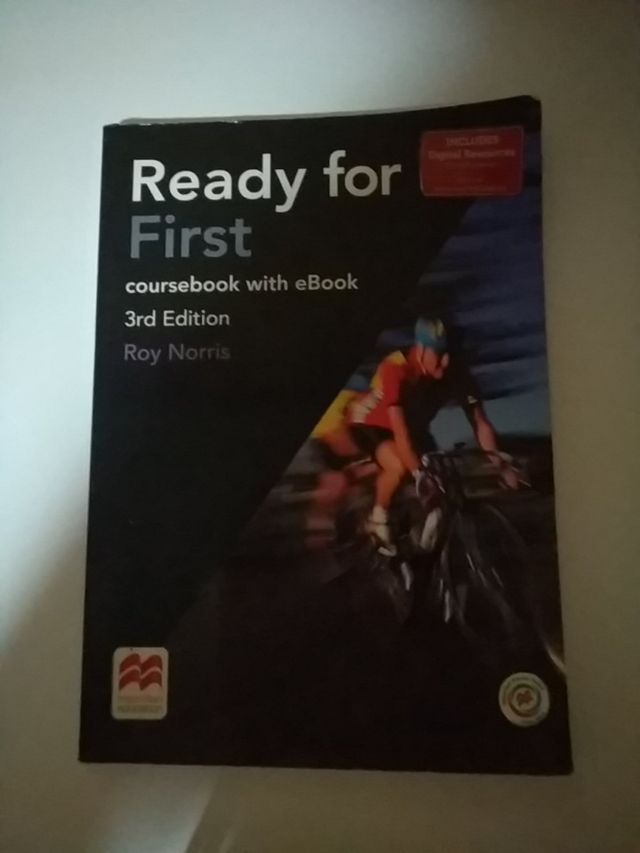 Ready for
First
coursebook with eBook
3rd Edition
Roy Norris
INCLUDES
Digital Resources